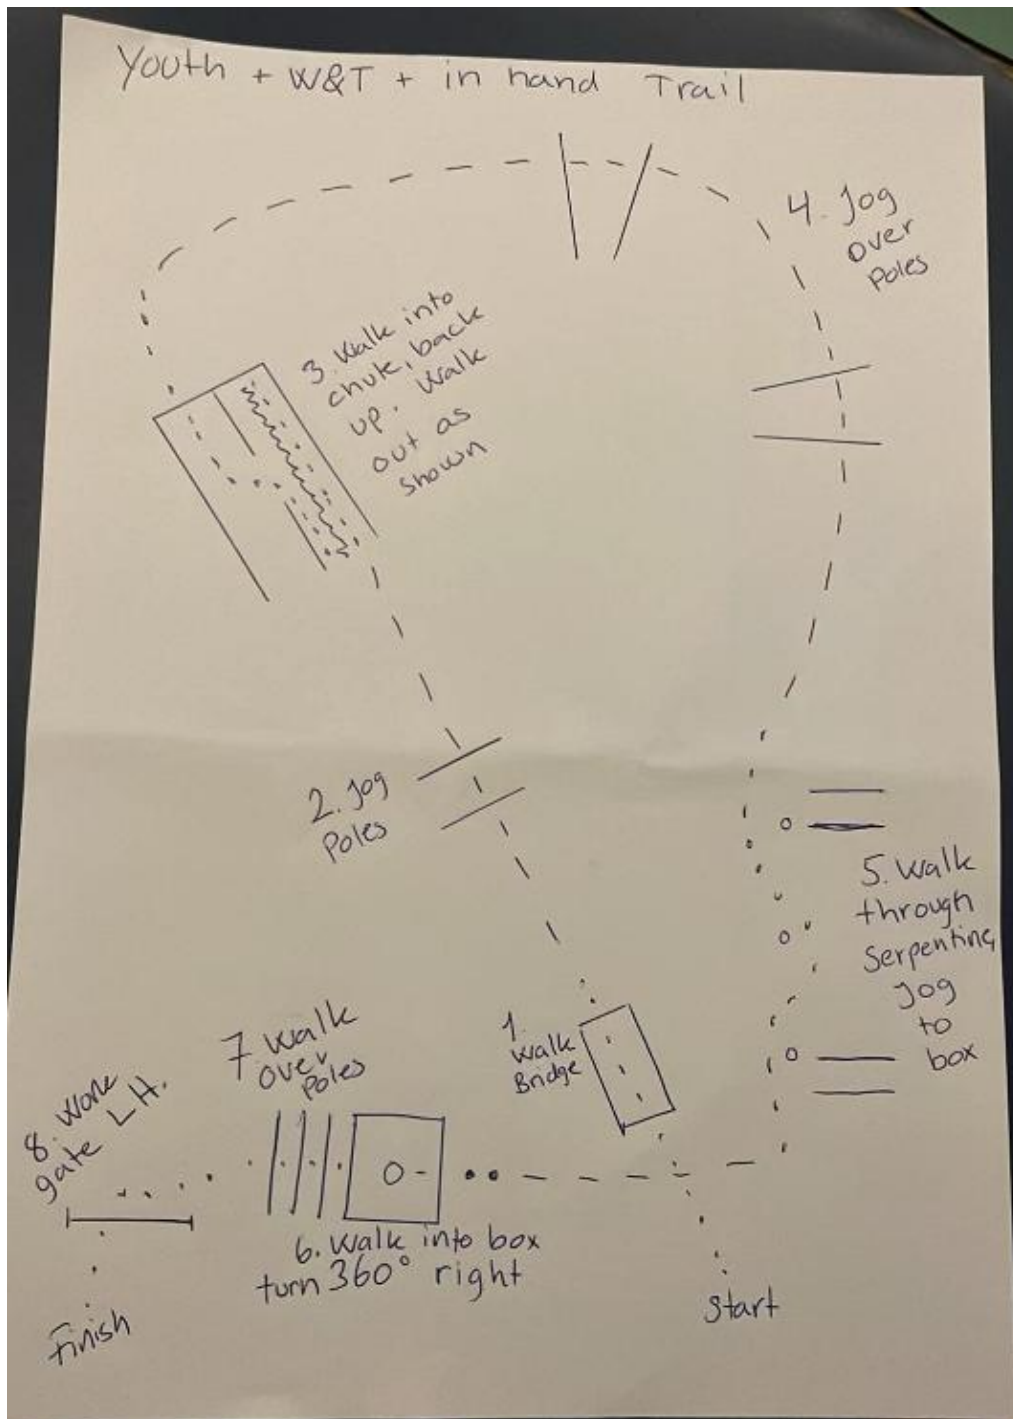 Youth + W&T + in hand Trail
4. Jog
over
Poles
3. Walk into
chute, back
up. Walk
out as
shown
2. Jog
Poles
5. Walk
through
Serpentine,
Jog
to
box
1.
Walk
Bridge
7. Walk
over
Poles
8. Work
gate LH.
6. Walk into box
turn 360° right
Start
Finish